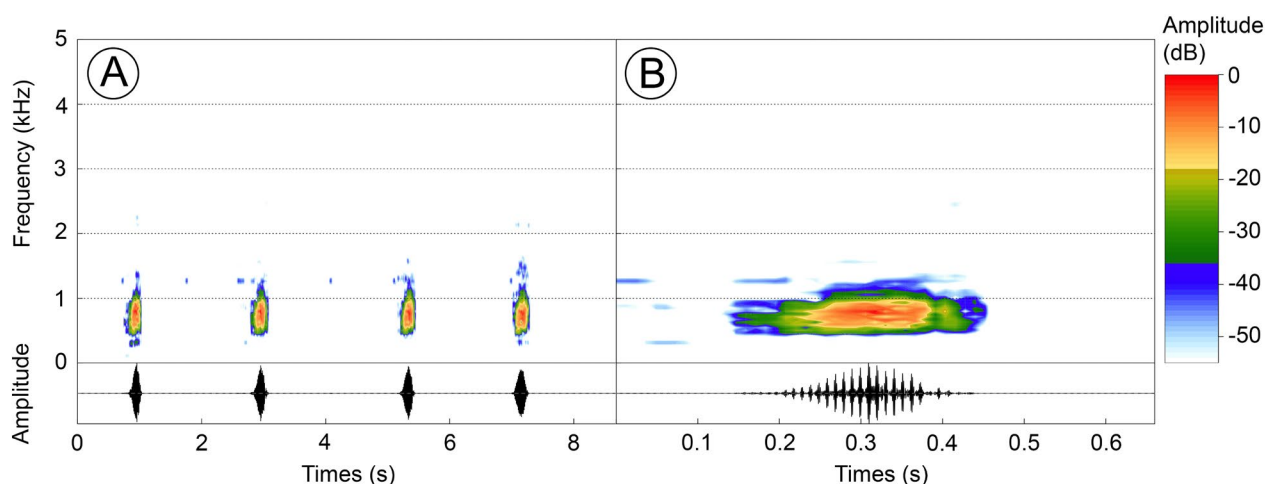 A
B
Amplitude
(dB)
0
-10
-20
-30
-40
-50
Frequency (kHz)
5
4
3
2
1
0
Amplitude
0 2 4 6 8
Times (s)
0.1 0.2 0.3 0.4 0.5 0.6
Times (s)